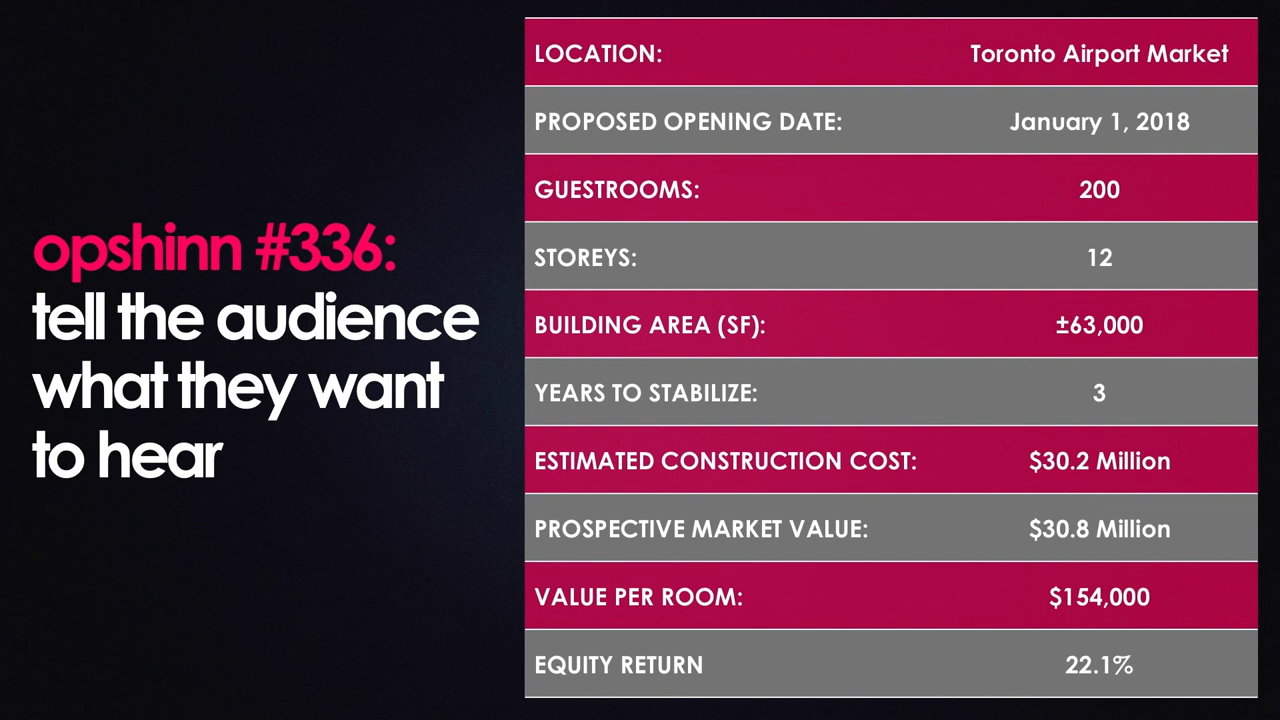 opshinn #336:
tell the audience
what they want
to hear
LOCATION: Toronto Airport Market
PROPOSED OPENING DATE: January 1, 2018
GUESTROOMS: 200
STOREYS: 12
BUILDING AREA (SF): ±63,000
YEARS TO STABILIZE: 3
ESTIMATED CONSTRUCTION COST: $30.2 Million
PROSPECTIVE MARKET VALUE: $30.8 Million
VALUE PER ROOM: $154,000
EQUITY RETURN 22.1%